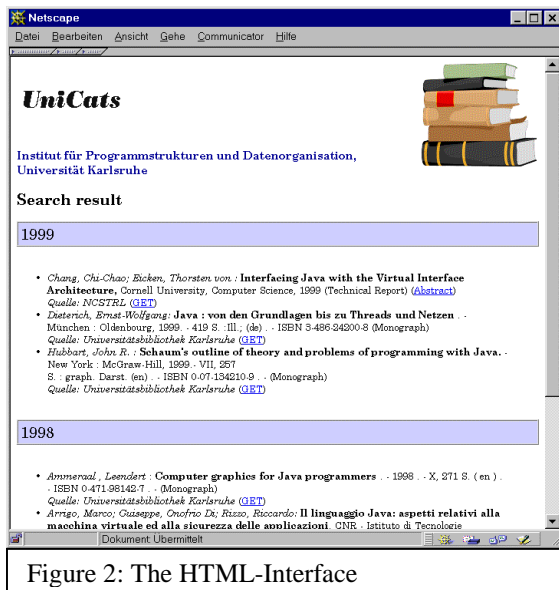 Netscape
Datei Bearbeiten Ansicht Gehe Communicator Hilfe
UniCats
Institut für Programmstrukturen und Datenorganisation,
Universität Karlsruhe
Search result
1999
• Chang, Chi-Chao; Eicken, Thorsten von : Interfacing Java with the Virtual Interface
Architecture, Cornell University, Computer Science, 1999 (Technical Report) (Abstract)
Quelle: NCSTRL (GET)
• Dieterich, Ernst-Wolfgang: Java : von den Grundlagen bis zu Threads und Netzen . -
München : Oldenbourg, 1999. - 419 S. :Ill.; (de) . - ISBN 3-486-24200-8 (Monograph)
Quelle: Universitätsbibliothek Karlsruhe (GET)
• Hubbart, John R. : Schaum's outline of theory and problems of programming with Java. -
New York : McGraw-Hill, 1999.- VII, 257
S. : graph. Darst. (en) . - ISBN 0-07-134210-9 . - (Monograph)
Quelle: Universitätsbibliothek Karlsruhe (GET)
1998
• Ammeraal , Leendert : Computer graphics for Java programmers . - 1998 . - X, 271 S. ( en ) .
- ISBN 0-471-98142-7 . - (Monograph)
Quelle: Universitätsbibliothek Karlsruhe (GET)
• Arrigo, Marco; Guiseppe, Onofrio Di; Rizzo, Riccardo: Il linguaggio Java: aspetti relativi alla
macchina virtuale ed alla sicurezza delle applicazioni. CNR - Istituto di Tecnologie
Dokument: Übermittelt
Figure 2: The HTML-Interface